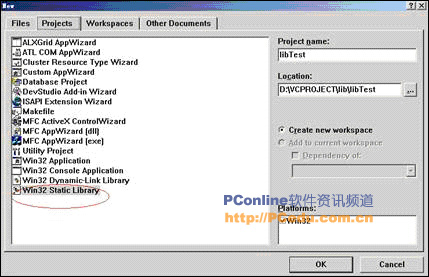 New
Files
Projects
Workspaces
Other Documents
ALXGrid AppWizard
ATL COM AppWizard
Cluster Resource Type Wizard
Custom AppWizard
Database Project
DevStudio Add-in Wizard
ISAPI Extension Wizard
Makefile
MFC ActiveX ControlWizard
MFC AppWizard (dll)
MFC AppWizard (exe)
Utility Project
Win32 Application
Win32 Console Application
Win32 Dynamic-Link Library
Win32 Static Library
Project name:
libTest
Location:
D:\VCPROJECT\lib\libTest
...
Create new workspace
Add to current workspace
Dependency of:
Platforms:
Win32
PConline软件资讯频道
http://PCedu.com.cn
OK
Cancel